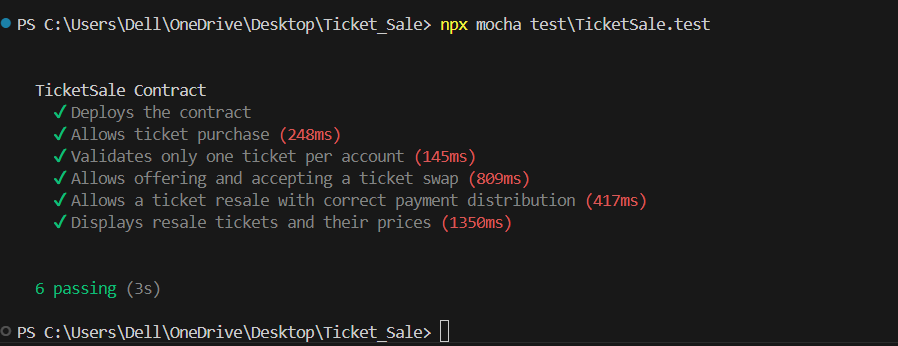 PS C:\Users\Dell\OneDrive\Desktop\Ticket_Sale> npx mocha test\TicketSale.test
TicketSale Contract
✓ Deploys the contract
✓ Allows ticket purchase (248ms)
✓ Validates only one ticket per account (145ms)
✓ Allows offering and accepting a ticket swap (809ms)
✓ Allows a ticket resale with correct payment distribution (417ms)
✓ Displays resale tickets and their prices (1350ms)
6 passing (3s)
PS C:\Users\Dell\OneDrive\Desktop\Ticket_Sale>